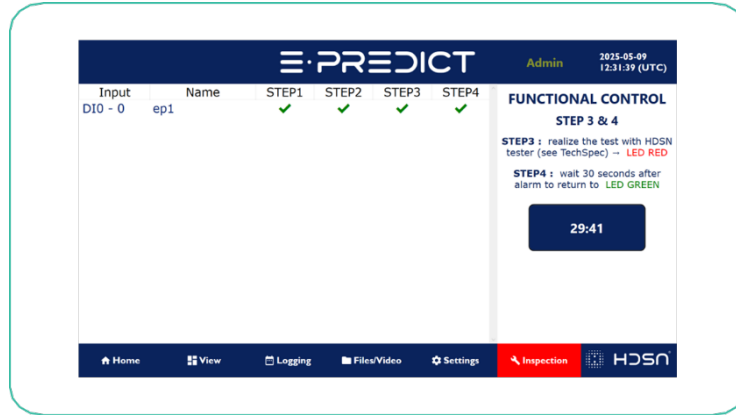 E·PREDICT
Admin
2025-05-09
12:31:39 (UTC)
Input Name STEP1 STEP2 STEP3 STEP4
DI0 - 0 ep1 ✔ ✔ ✔ ✔
FUNCTIONAL CONTROL
STEP 3 & 4
STEP3 : realize the test with HDSN
tester (see TechSpec) → LED RED
STEP4 : wait 30 seconds after
alarm to return to LED GREEN
29:41
Home View Logging Files/Video Settings Inspection HDSN